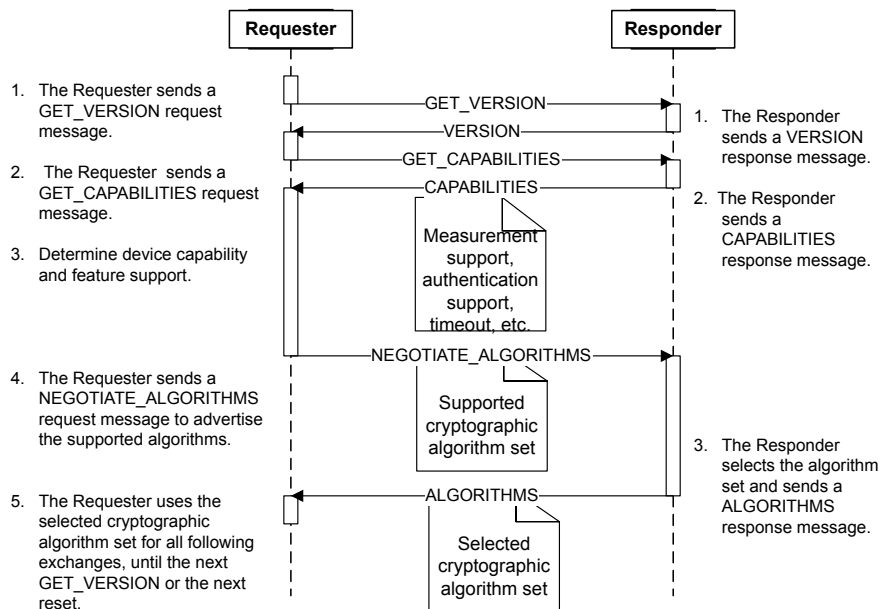 Requester
Responder
1. The Requester sends a
GET_VERSION request
message.
2. The Requester sends a
GET_CAPABILITIES request
message.
3. Determine device capability
and feature support.
4. The Requester sends a
NEGOTIATE_ALGORITHMS
request message to advertise
the supported algorithms.
5. The Requester uses the
selected cryptographic
algorithm set for all following
exchanges, until the next
GET_VERSION or the next
reset.
GET_VERSION
VERSION
GET_CAPABILITIES
CAPABILITIES
Measurement
support,
authentication
support,
timeout, etc.
NEGOTIATE_ALGORITHMS
Supported
cryptographic
algorithm set
ALGORITHMS
Selected
cryptographic
algorithm set
1. The Responder
sends a VERSION
response message.
2. The Responder
sends a
CAPABILITIES
response message.
3. The Responder
selects the algorithm
set and sends a
ALGORITHMS
response message.